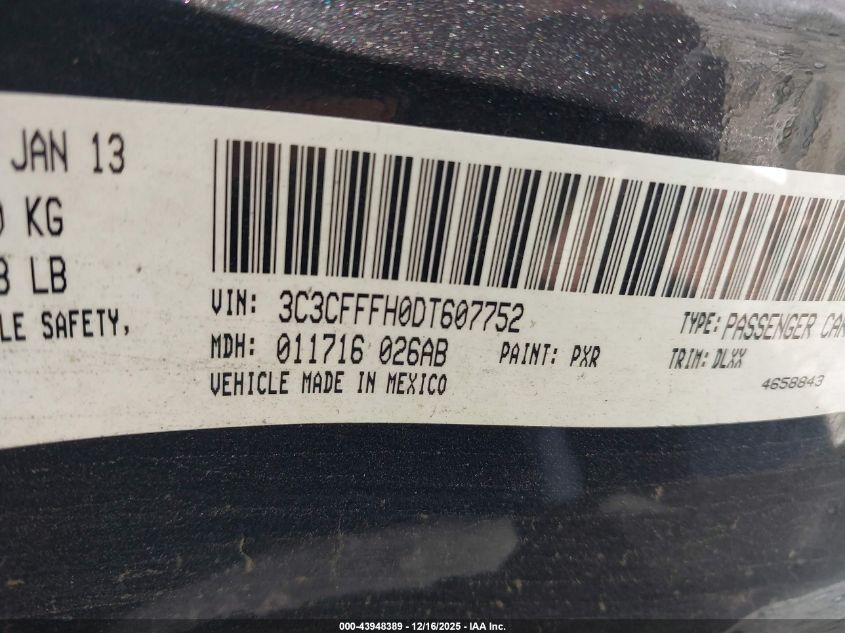 JAN 13
KG
LB
LE SAFETY,
VIN: 3C3CFFFH0DT607752
TYPE: PASSENGER CAR
MDH: 011716 026AB
PAINT: PXR
TRIM: DLXX
VEHICLE MADE IN MEXICO
4658843
000-43948389 - 12/16/2025 - IAA Inc.